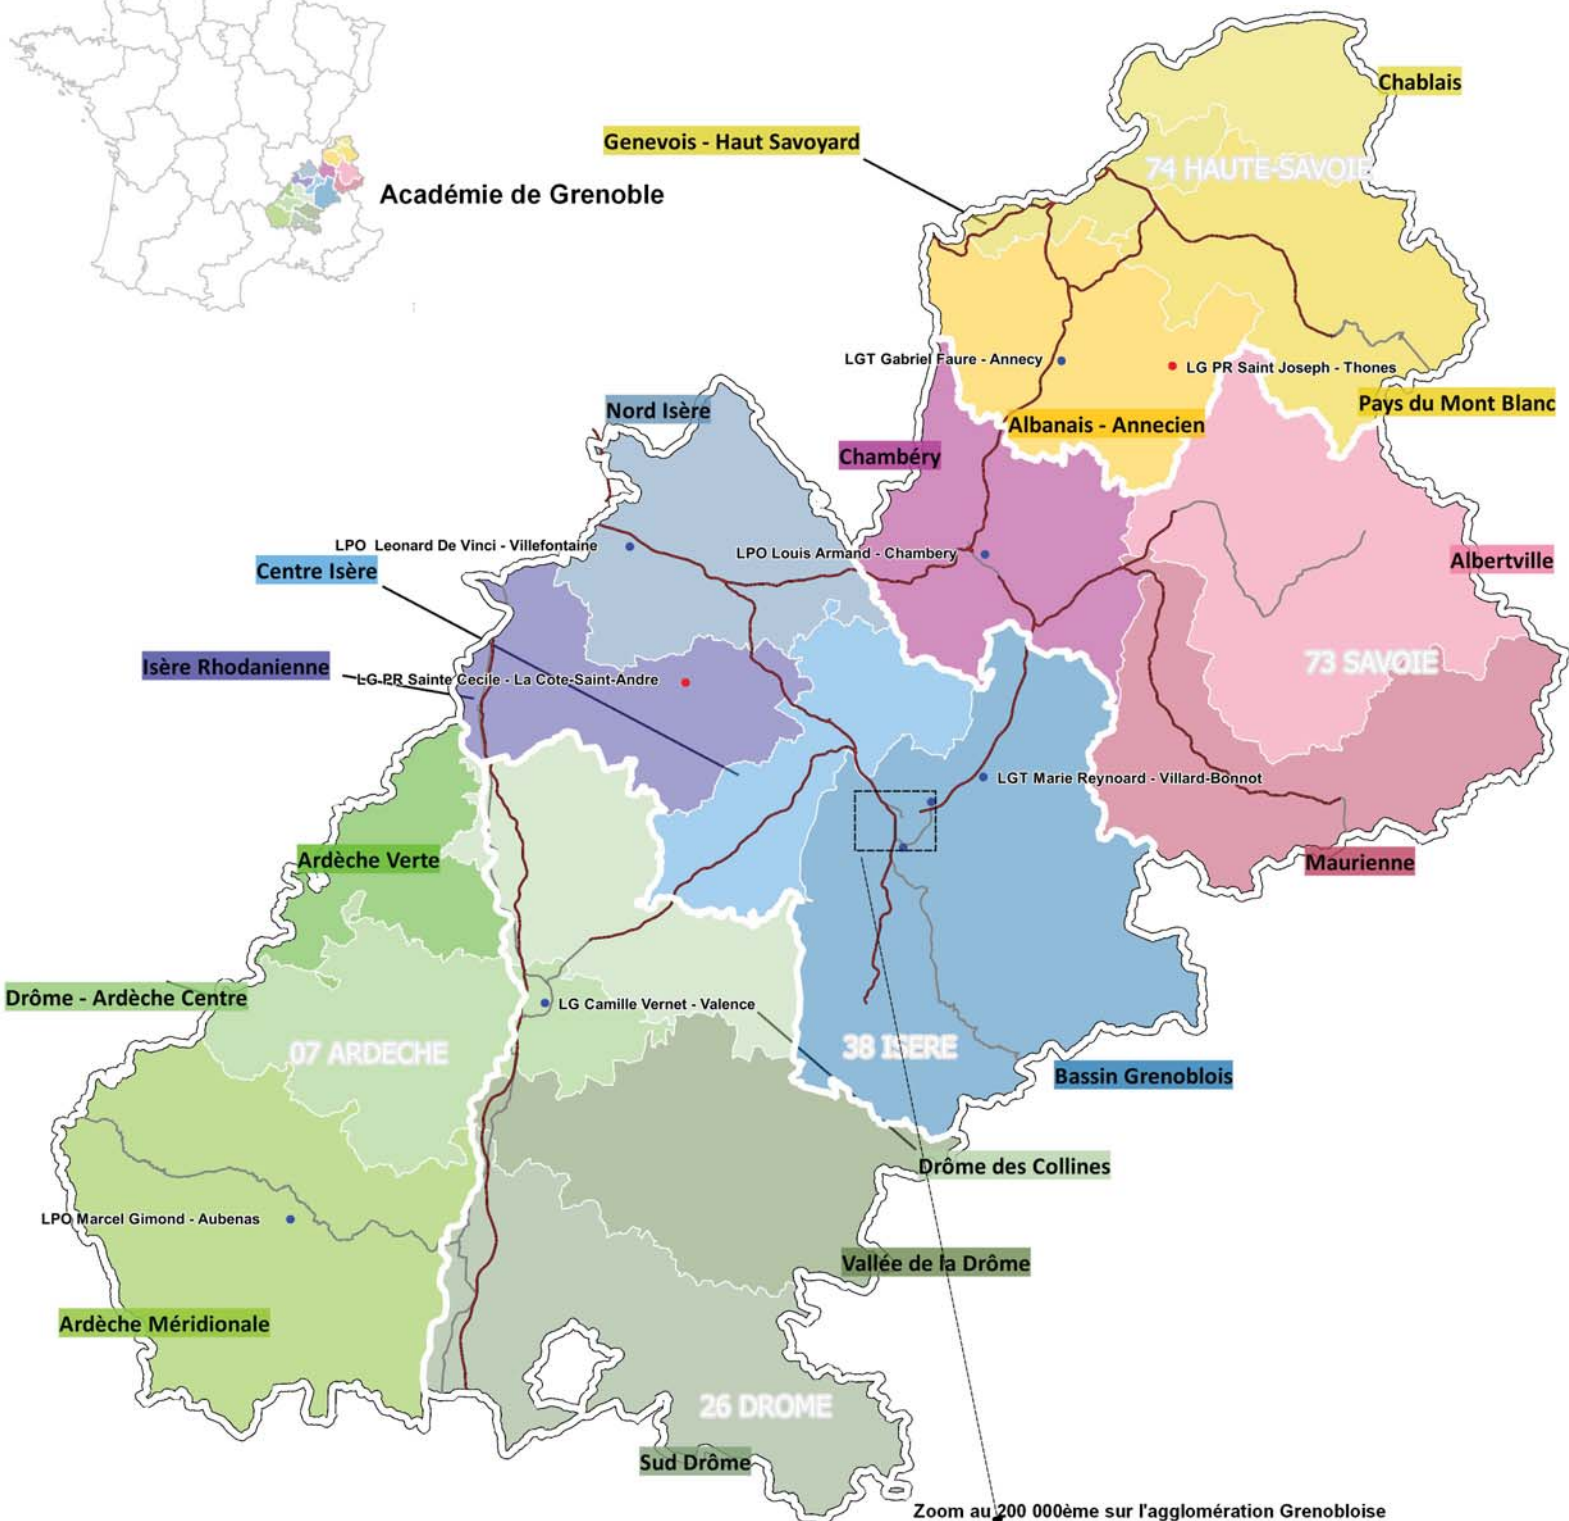 Chablais
Genevois - Haut Savoyard
74 HAUTE-SAVOIE
Académie de Grenoble
LGT Gabriel Faure - Annecy
LG PR Saint Joseph - Thones
Pays du Mont Blanc
Nord Isère
Albanais - Annecien
Chambéry
LPO  Leonard De Vinci - Villefontaine
LPO Louis Armand - Chambery
Albertville
Centre Isère
Isère Rhodanienne
73 SAVOIE
LG PR Sainte Cecile - La Cote-Saint-Andre
LGT Marie Reynoard - Villard-Bonnot
Ardèche Verte
Maurienne
Drôme - Ardèche Centre
LG Camille Vernet - Valence
07 ARDECHE
38 ISERE
Bassin Grenoblois
Drôme des Collines
LPO Marcel Gimond - Aubenas
Vallée de la Drôme
Ardèche Méridionale
26 DROME
Sud Drôme
Zoom au 200 000ème sur l'agglomération Grenobloise